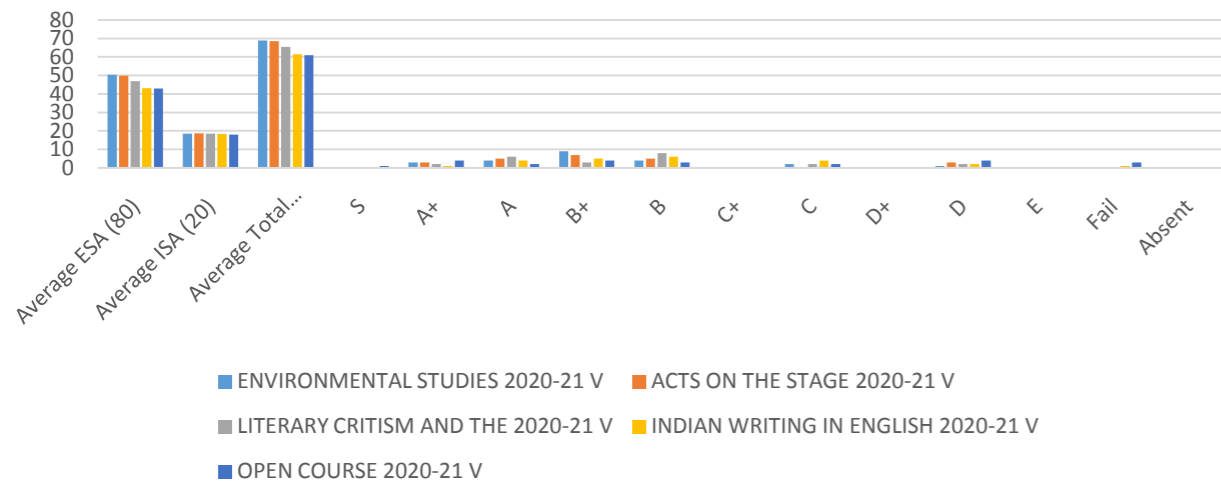 80
70
60
50
40
30
20
10
0
Average ESA (80)
Average ISA (20)
Average Total...
S
A+
A
B+
B
C+
C
D+
D
E
Fail
Absent
ENVIRONMENTAL STUDIES 2020-21 V
ACTS ON THE STAGE 2020-21 V
LITERARY CRITISM AND THE 2020-21 V
INDIAN WRITING IN ENGLISH 2020-21 V
OPEN COURSE 2020-21 V